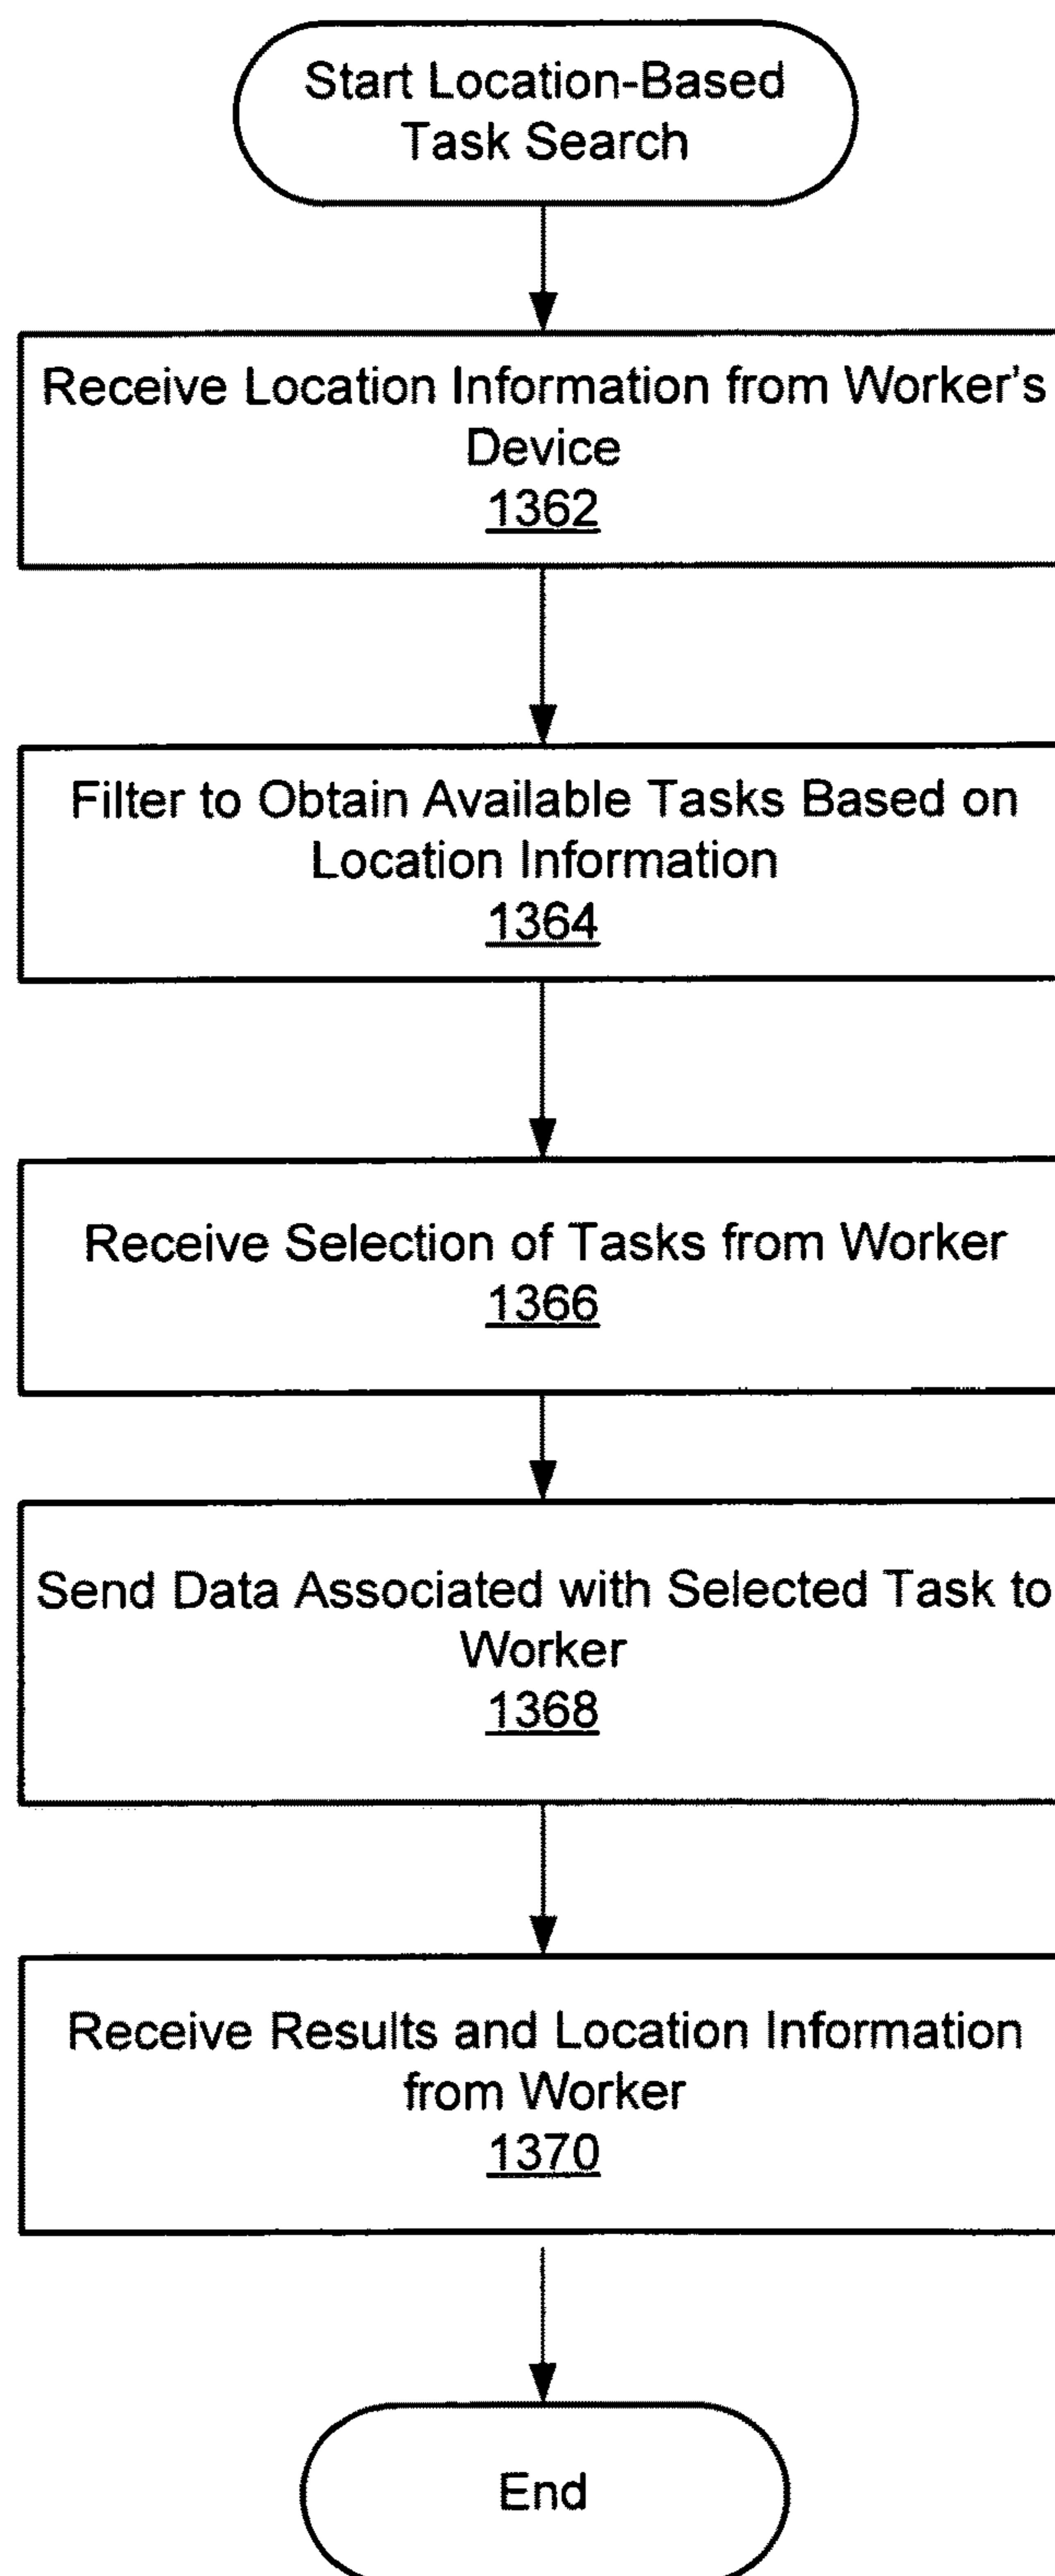 Start Location-Based
Task Search
Receive Location Information from Worker's
Device
1362
Filter to Obtain Available Tasks Based on
Location Information
1364
Receive Selection of Tasks from Worker
1366
Send Data Associated with Selected Task to
Worker
1368
Receive Results and Location Information
from Worker
1370
End